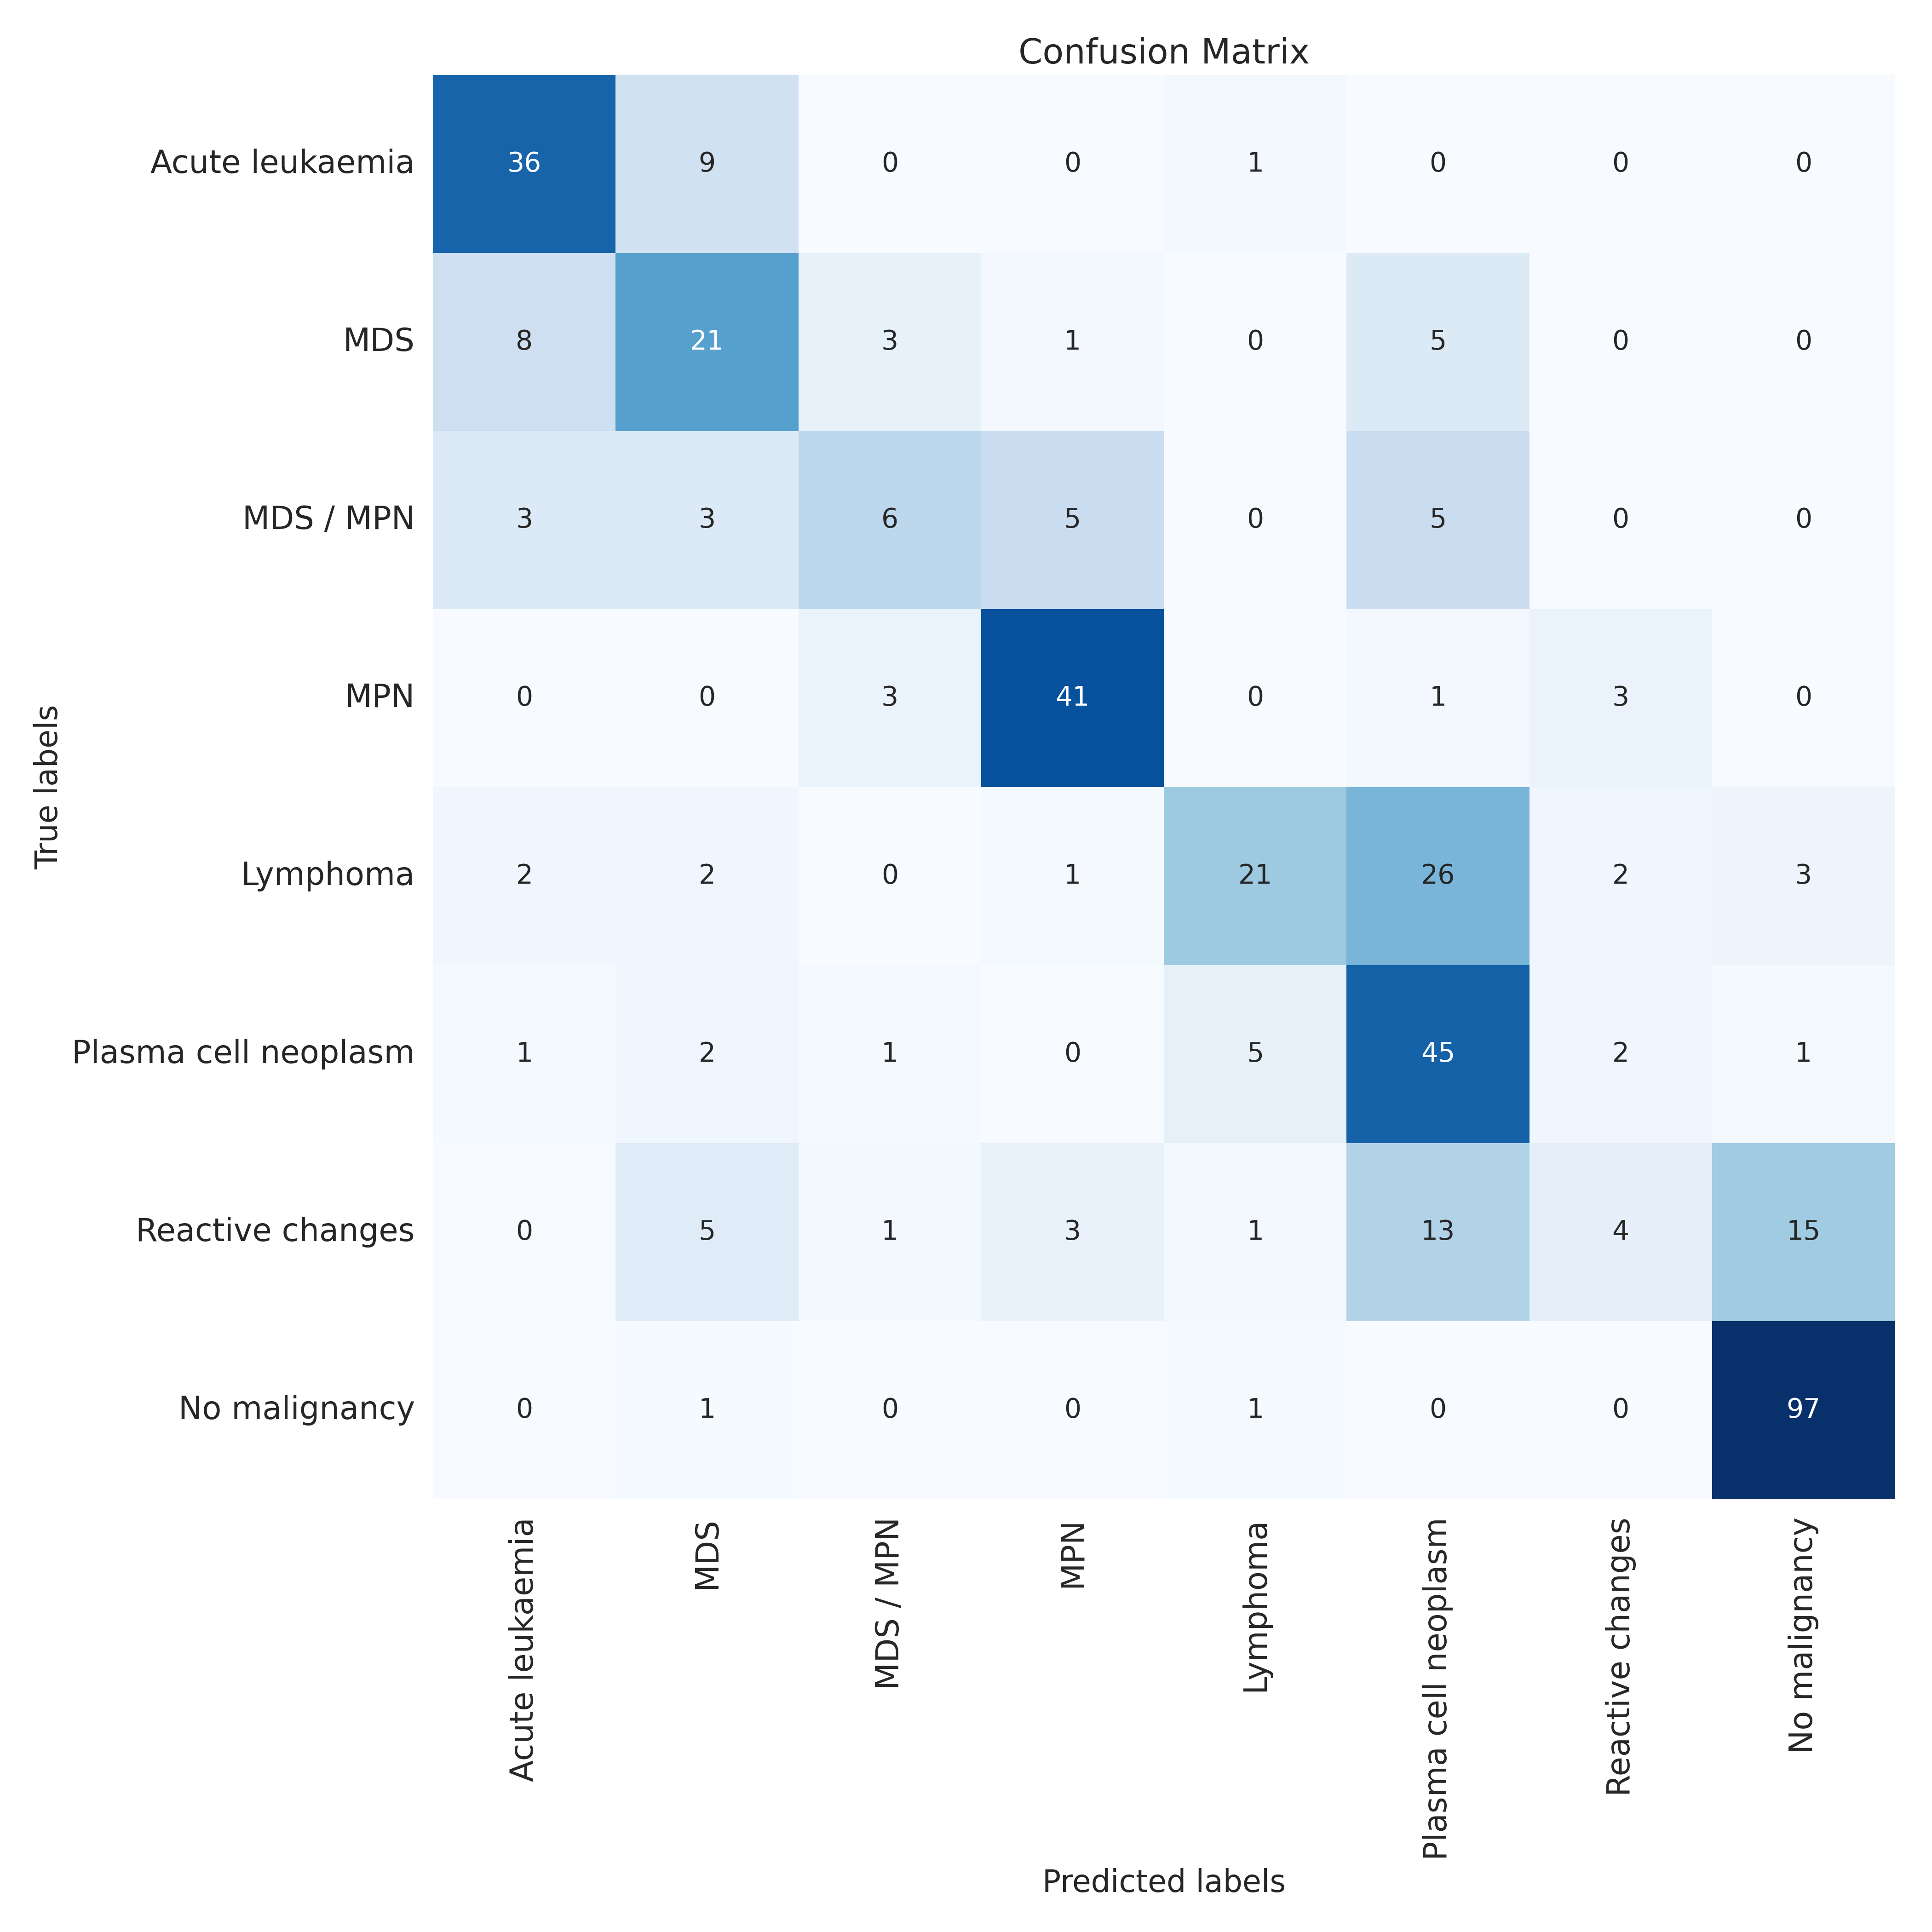 Confusion Matrix
True labels
Acute leukaemia 36 9 0 0 1 0 0 0
MDS 8 21 3 1 0 5 0 0
MDS / MPN 3 3 6 5 0 5 0 0
MPN 0 0 3 41 0 1 3 0
Lymphoma 2 2 0 1 21 26 2 3
Plasma cell neoplasm 1 2 1 0 5 45 2 1
Reactive changes 0 5 1 3 1 13 4 15
No malignancy 0 1 0 0 1 0 0 97
Acute leukaemia
MDS
MDS / MPN
MPN
Lymphoma
Plasma cell neoplasm
Reactive changes
No malignancy
Predicted labels